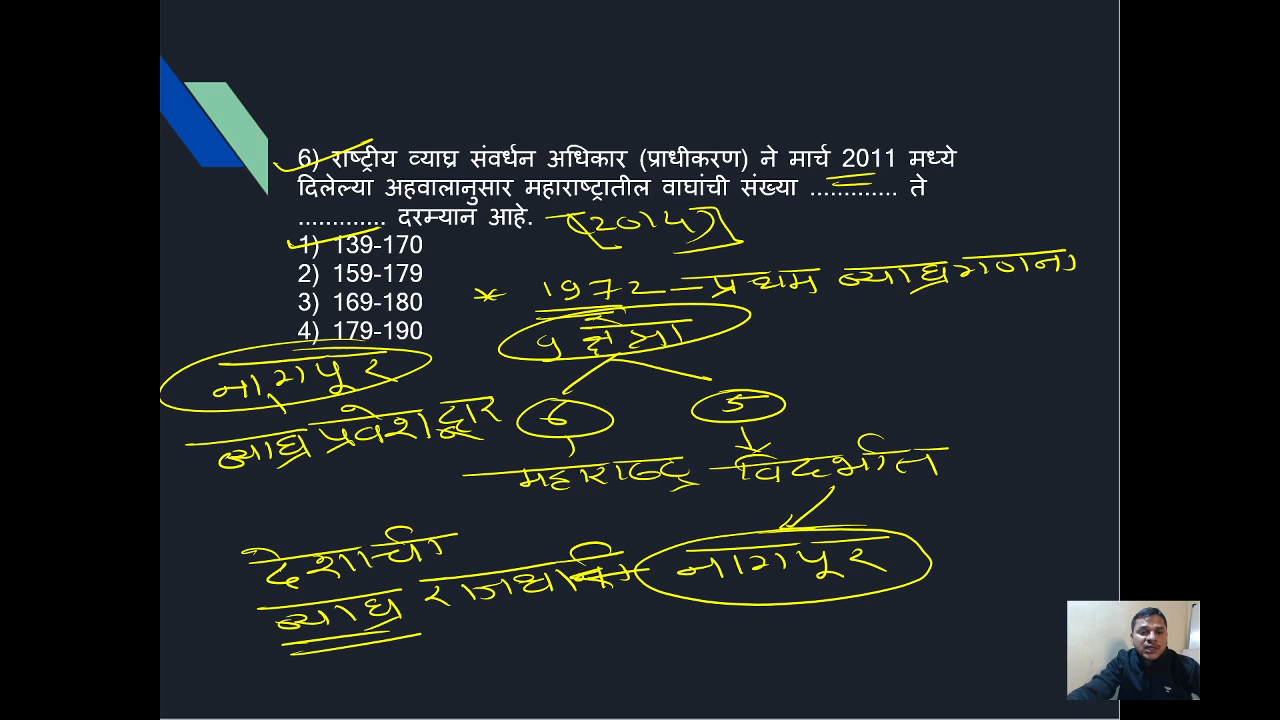 6) राष्ट्रीय व्याघ्र संवर्धन अधिकार (प्राधीकरण) ने मार्च 2011 मध्ये
दिलेल्या अहवालानुसार महाराष्ट्रातील वाघांची संख्या ............. ते
............. दरम्यान आहे.
(2014)
1) 139-170
2) 159-179
3) 169-180
4) 179-190
* 1972 - प्रथम व्याघ्रगणना
नागपूर
व्याघ्र प्रवेशद्वार
6
5
महाराष्ट्र - विदर्भात
देशाची
व्याघ्र राजधानी
नागपूर